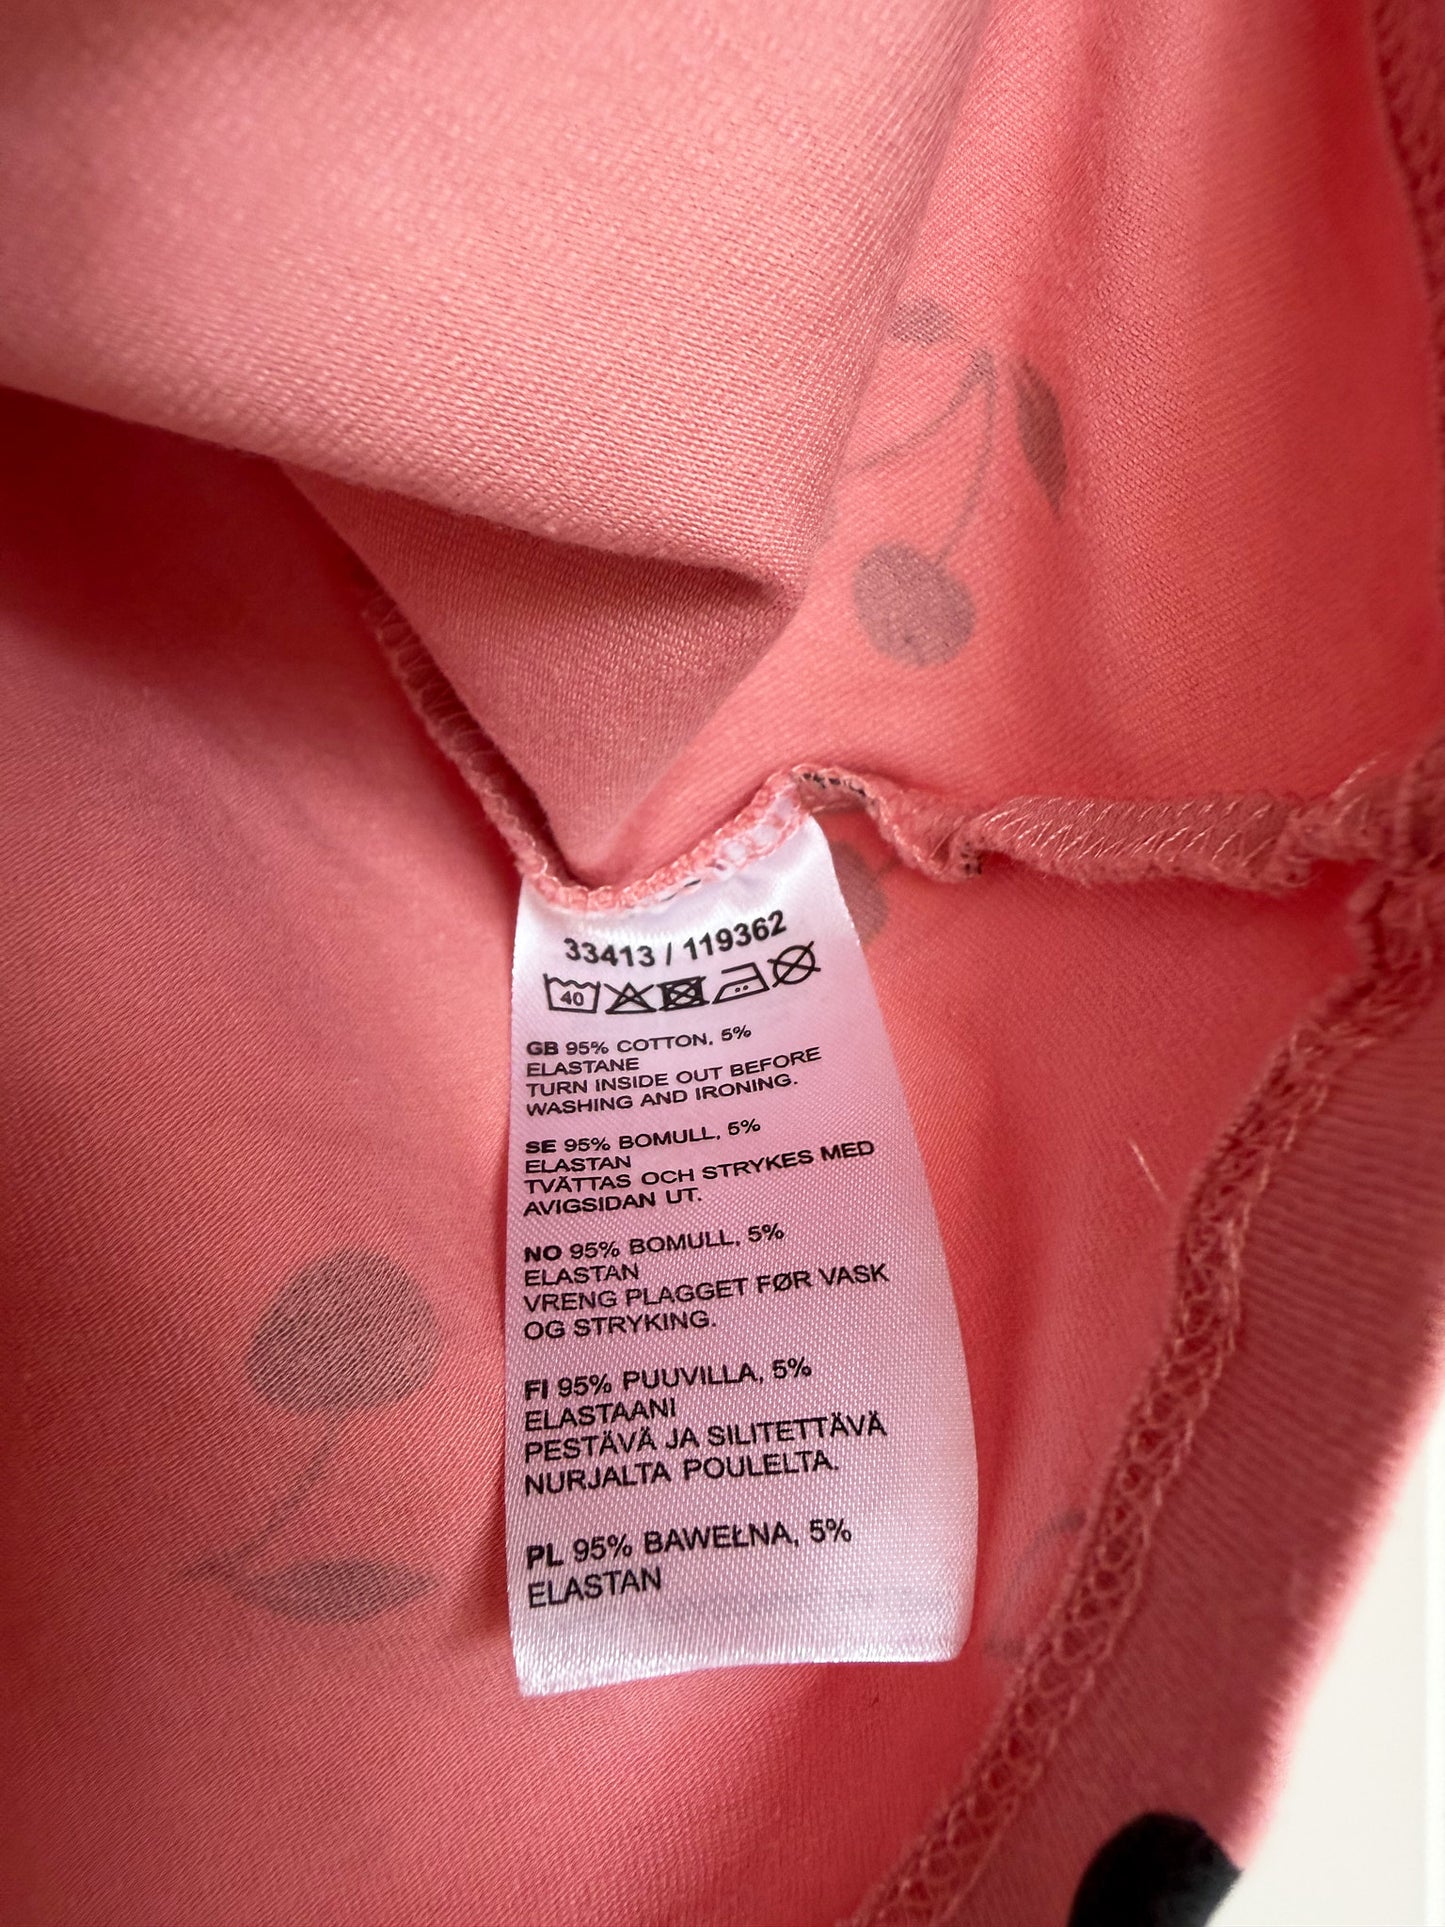 33413 / 119362
40
GB 95% COTTON, 5%
ELASTANE
TURN INSIDE OUT BEFORE
WASHING AND IRONING.
SE 95% BOMULL, 5%
ELASTAN
TVÄTTAS OCH STRYKES MED
AVIGSIDAN UT.
NO 95% BOMULL, 5%
ELASTAN
VRENG PLAGGET FØR VASK
OG STRYKING.
FI 95% PUUVILLA, 5%
ELASTAANI
PESTÄVÄ JA SILITETTÄVÄ
NURJALTA POULELTA.
PL 95% BAWEŁNA, 5%
ELASTAN